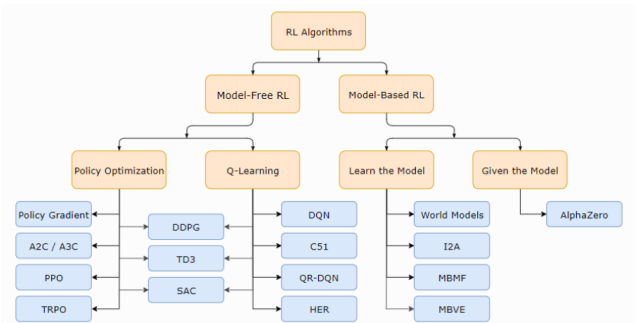 RL Algorithms
Model-Free RL
Model-Based RL
Policy Optimization
Q-Learning
Learn the Model
Given the Model
Policy Gradient
DQN
World Models
AlphaZero
DDPG
A2C / A3C
C51
I2A
TD3
PPO
QR-DQN
MBMF
SAC
TRPO
HER
MBVE